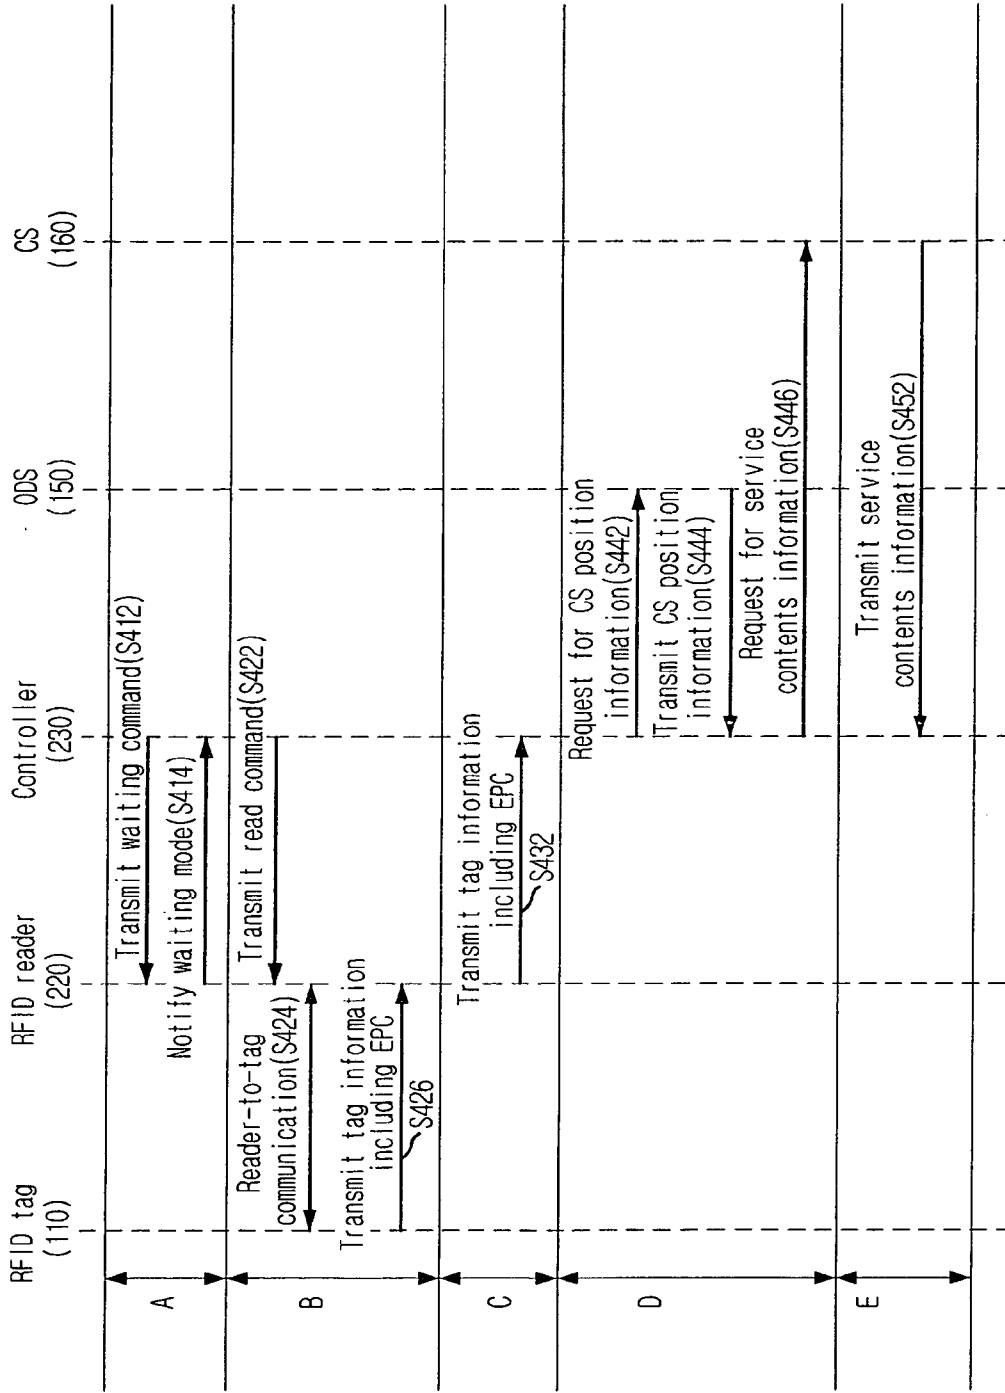 RFID tag
(110)
RFID reader
(220)
Controller
(230)
ODS
(150)
CS
(160)
A
Transmit waiting command(S412)
Notify waiting mode(S414)
B
Transmit read command(S422)
Reader-to-tag
communication(S424)
Transmit tag information
including EPC
S426
C
Transmit tag information
including EPC
S432
D
Request for CS position
information(S442)
Transmit CS position
information(S444)
Request for service
contents information(S446)
E
Transmit service
contents information(S452)